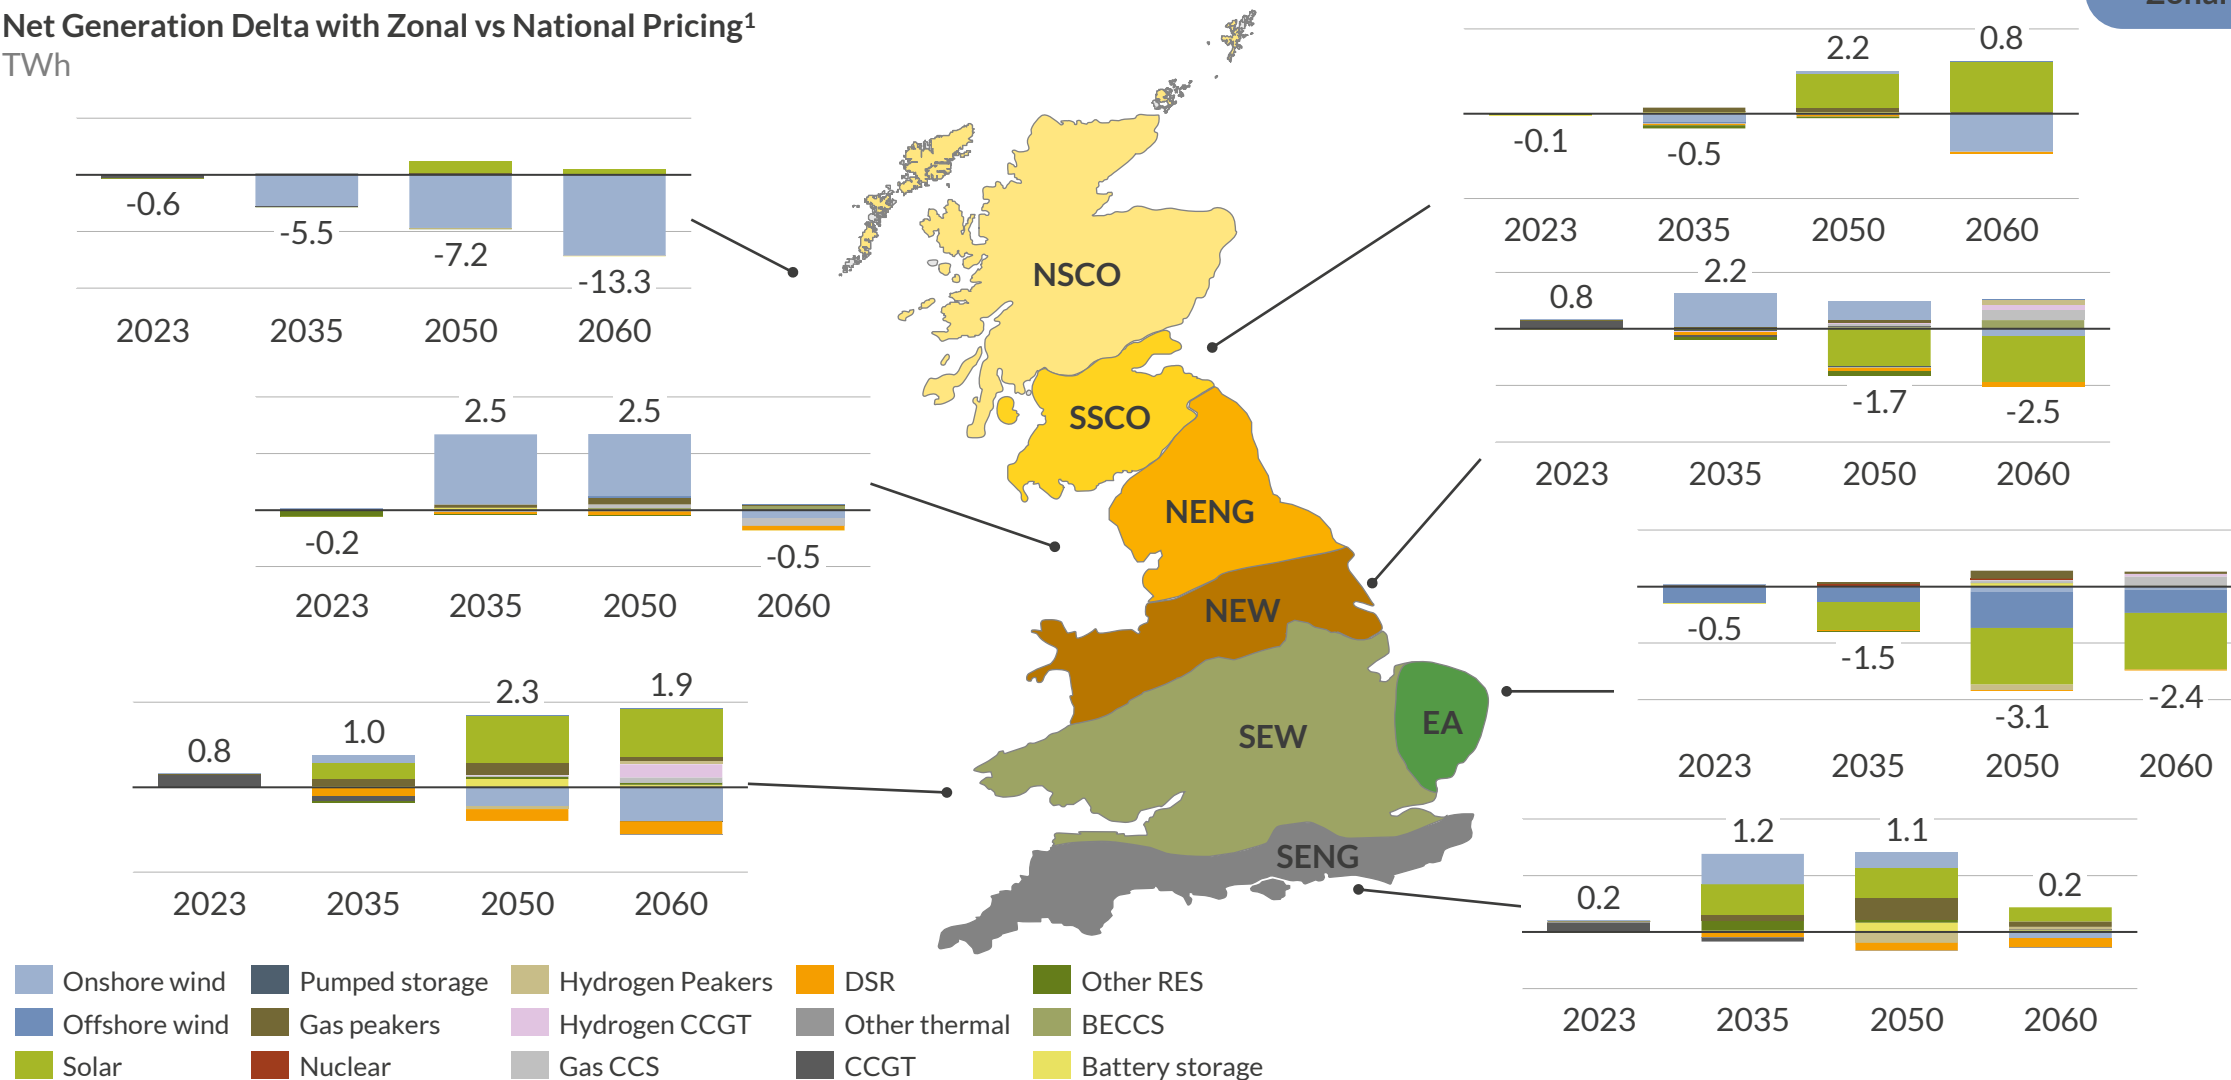 Net Generation Delta with Zonal vs National Pricing¹
TWh
-0.6
-5.5
-7.2
-13.3
2023 2035 2050 2060
2.5 2.5
-0.2
-0.5
2023 2035 2050 2060
0.8 1.0 2.3 1.9
2023 2035 2050 2060
NSCO
SSCO
NENG
NEW
SEW
EA
SENG
2.2 0.8
-0.1 -0.5
2023 2035 2050 2060
0.8 2.2
-1.7 -2.5
2023 2035 2050 2060
-0.5 -1.5 -3.1 -2.4
2023 2035 2050 2060
0.2 1.2 1.1 0.2
2023 2035 2050 2060
Onshore wind Pumped storage Hydrogen Peakers DSR Other RES
Offshore wind Gas peakers Hydrogen CCGT Other thermal BECCS
Solar Nuclear Gas CCS CCGT Battery storage